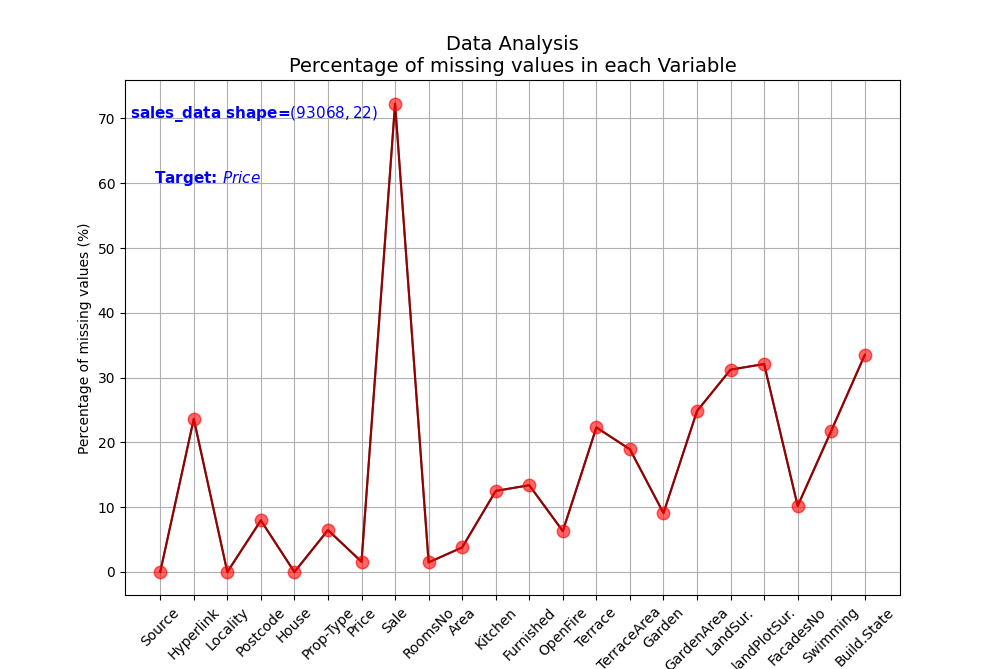 Data Analysis
Percentage of missing values in each Variable
sales_data shape=(93068, 22)
Target: Price
Percentage of missing values (%)
70
60
50
40
30
20
10
0
Source
Hyperlink
Locality
Postcode
House
Prop-Type
Price
Sale
RoomsNo
Area
Kitchen
Furnished
OpenFire
Terrace
TerraceArea
Garden
GardenArea
LandSur.
landPlotSur.
FacadesNo
Swimming
Build.State